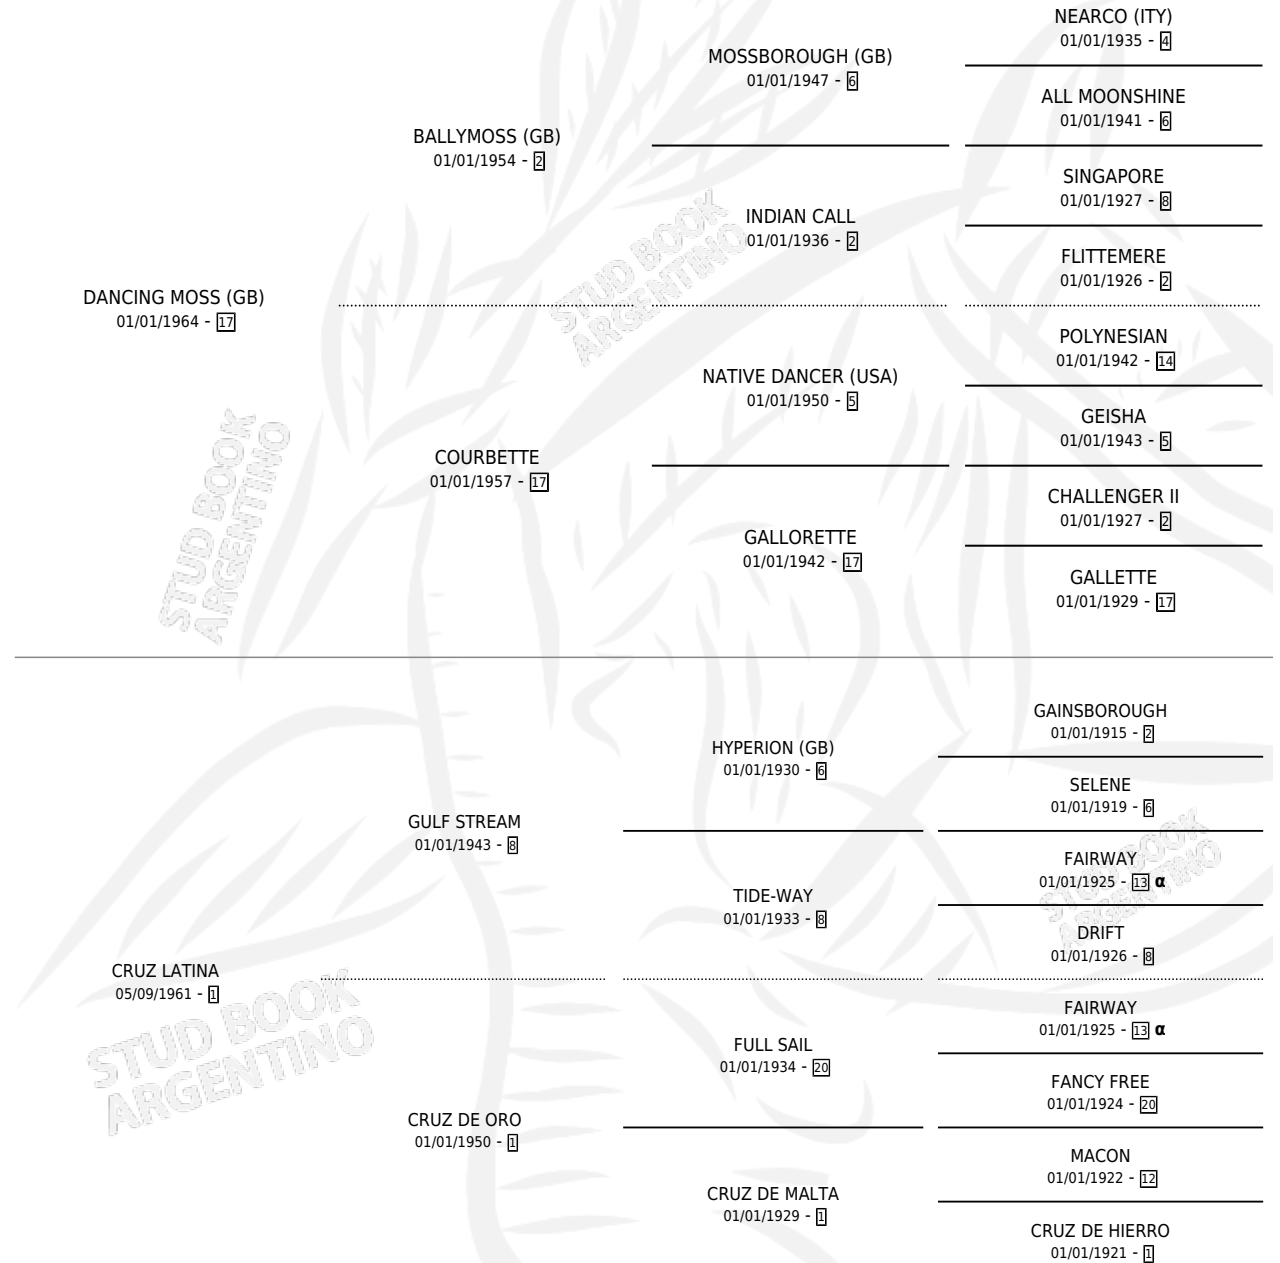 NEARCO (ITY)
01/01/1935 - 4
MOSSBOROUGH (GB)
01/01/1947 - 6
ALL MOONSHINE
01/01/1941 - 6
BALLYMOSS (GB)
01/01/1954 - 2
SINGAPORE
01/01/1927 - 8
INDIAN CALL
01/01/1936 - 2
FLITTEMERE
01/01/1926 - 2
DANCING MOSS (GB)
01/01/1964 - 17
POLYNESIAN
01/01/1942 - 14
NATIVE DANCER (USA)
01/01/1950 - 5
GEISHA
01/01/1943 - 5
COURBETTE
01/01/1957 - 17
CHALLENGER II
01/01/1927 - 2
GALLORETTE
01/01/1942 - 17
GALLETTE
01/01/1929 - 17
GAINSBOROUGH
01/01/1915 - 2
HYPERION (GB)
01/01/1930 - 6
SELENE
01/01/1919 - 6
GULF STREAM
01/01/1943 - 8
FAIRWAY
01/01/1925 - 13 α
TIDE-WAY
01/01/1933 - 8
DRIFT
01/01/1926 - 8
CRUZ LATINA
05/09/1961 - 1
FAIRWAY
01/01/1925 - 13 α
FULL SAIL
01/01/1934 - 20
FANCY FREE
01/01/1924 - 20
CRUZ DE ORO
01/01/1950 - 1
MACON
01/01/1922 - 12
CRUZ DE MALTA
01/01/1929 - 1
CRUZ DE HIERRO
01/01/1921 - 1
STUD BOOK
ARGENTINO
STUD BOOK
ARGENTINO
STUD BOOK
ARGENTINO
STUD BOOK
ARGENTINO